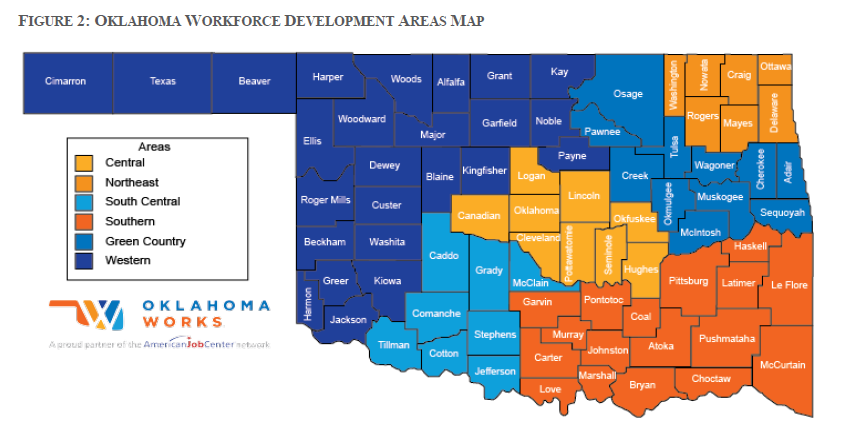 FIGURE 2: OKLAHOMA WORKFORCE DEVELOPMENT AREAS MAP
Cimarron
Texas
Beaver
Harper
Woods
Alfalfa
Grant
Kay
Osage
Washington
Nowata
Craig
Ottawa
Woodward
Ellis
Major
Garfield
Noble
Pawnee
Rogers
Mayes
Delaware
Tulsa
Payne
Dewey
Blaine
Kingfisher
Logan
Creek
Wagoner
Cherokee
Adair
Roger Mills
Custer
Canadian
Oklahoma
Lincoln
Okfuskee
Okmulgee
Muskogee
Sequoyah
McIntosh
Beckham
Washita
Caddo
Cleveland
Pottawatomie
Seminole
Hughes
Haskell
Greer
Kiowa
Grady
McClain
Pittsburg
Latimer
Le Flore
Harmon
Jackson
Comanche
Garvin
Pontotoc
Coal
Tillman
Cotton
Stephens
Murray
Johnston
Atoka
Pushmataha
McCurtain
Jefferson
Carter
Marshall
Love
Bryan
Choctaw
Areas
Central
Northeast
South Central
Southern
Green Country
Western
OKLAHOMA
WORKS
A proud partner of the AmericanJobCenter network